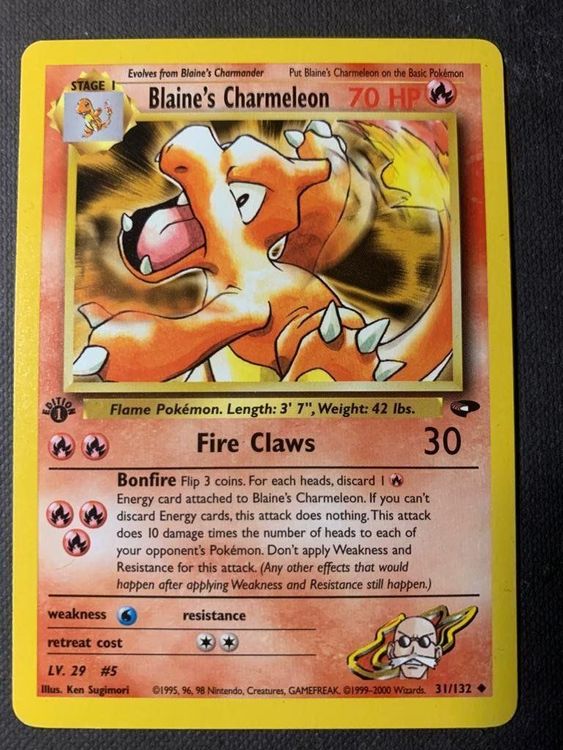 Evolves from Blaine's Charmander Put Blaine's Charmeleon on the Basic Pokémon
STAGE 1
Blaine's Charmeleon 70 HP
EDITION 1
Flame Pokémon. Length: 3' 7", Weight: 42 lbs.
Fire Claws 30
Bonfire Flip 3 coins. For each heads, discard 1
Energy card attached to Blaine's Charmeleon. If you can't
discard Energy cards, this attack does nothing. This attack
does 10 damage times the number of heads to each of
your opponent's Pokémon. Don't apply Weakness and
Resistance for this attack. (Any other effects that would
happen after applying Weakness and Resistance still happen.)
weakness resistance
retreat cost
LV. 29 #5
Illus. Ken Sugimori ©1995, 96, 98 Nintendo, Creatures, GAMEFREAK. ©1999-2000 Wizards. 31/132